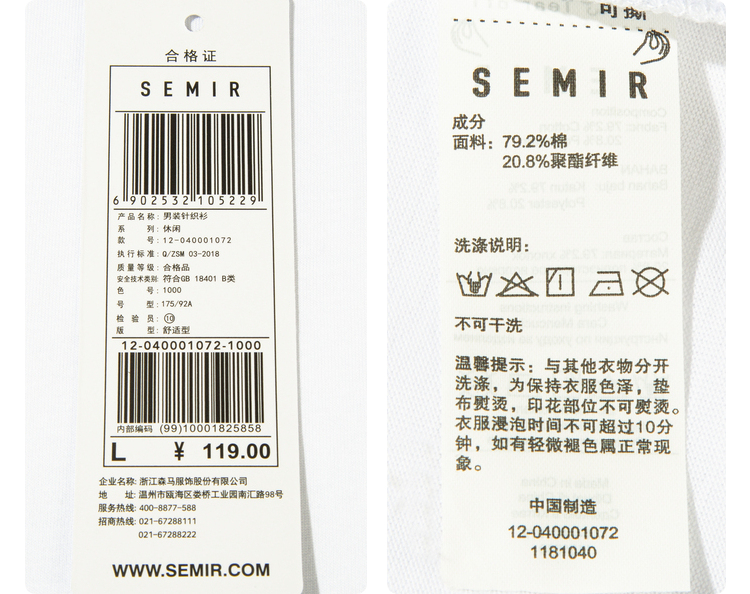 合格证
SEMIR
6 902532 105229
产品名称: 男装针织衫
系 列: 休闲
款 号: 12-040001072
执行标准: Q/ZSM 03-2018
质量等级: 合格品
安全技术类别: 符合GB 18401 B类
色 号: 1000
号 型: 175/92A
检 验 员: ⑩
版 型: 舒适型
12-040001072-1000
内部编码 (99)10001825858
L ¥ 119.00
企业名称: 浙江森马服饰股份有限公司
地 址: 温州市瓯海区娄桥工业园南汇路98号
服务热线: 400-8877-588
招商热线: 021-67288111
021-67288222
WWW.SEMIR.COM
可撕
SEMIR
成分
面料: 79.2%棉
20.8%聚酯纤维
洗涤说明:
不可干洗
温馨提示: 与其他衣物分开
洗涤, 为保持衣服色泽, 垫
布熨烫, 印花部位不可熨烫。
衣服浸泡时间不可超过10分
钟, 如有轻微褪色属正常现
象。
中国制造
12-040001072
1181040